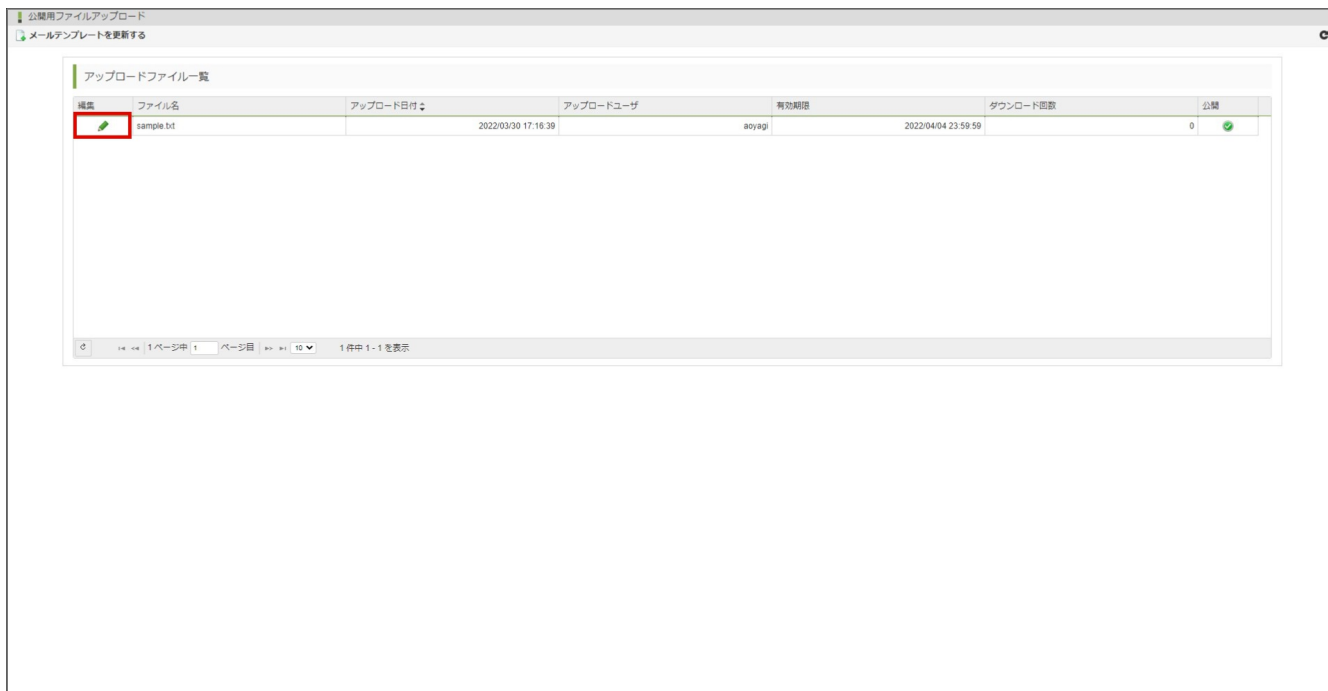 公開用ファイルアップロード
メールテンプレートを更新する
アップロードファイル一覧
編集 ファイル名 アップロード日付 アップロードユーザ 有効期限 ダウンロード回数 公開
sample.txt 2022/03/30 17:16:39 aoyagi 2022/04/04 23:59:59 0
1 ページ中 1 ページ目 10 1 件中 1 - 1 を表示